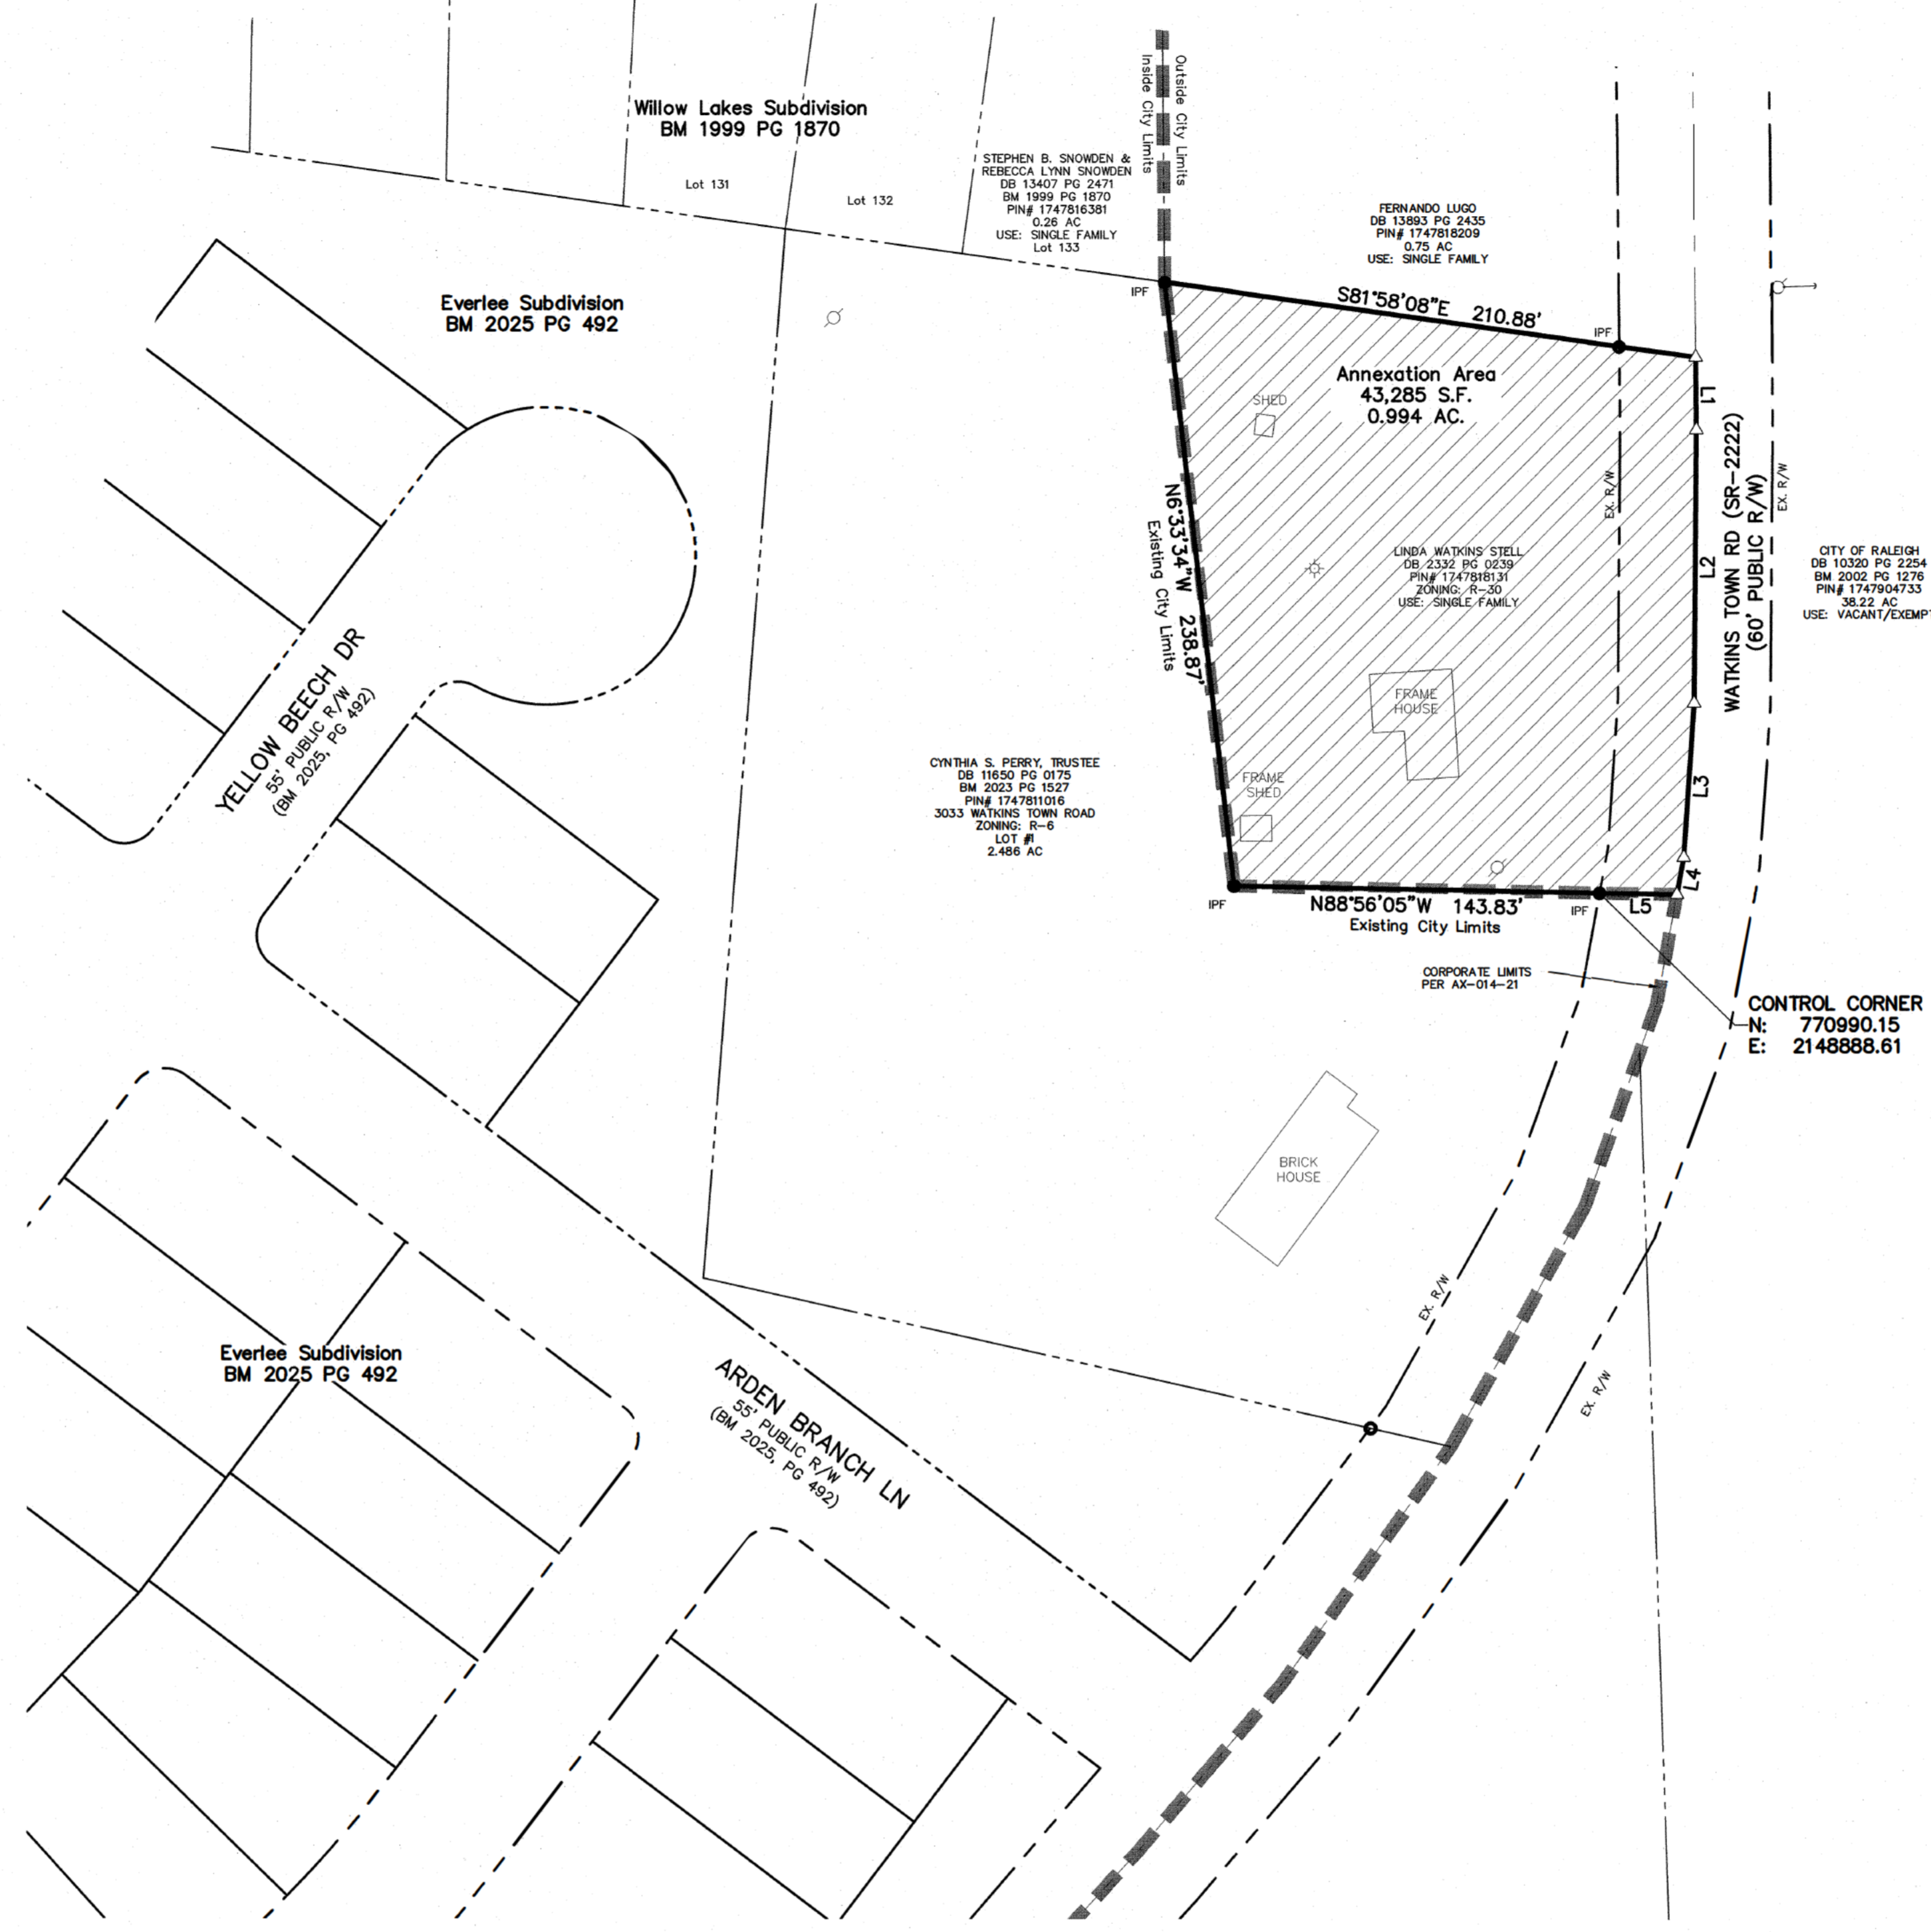 Willow Lakes Subdivision
BM 1999 PG 1870
Lot 131
Lot 132
STEPHEN B. SNOWDEN &
REBECCA LYNN SNOWDEN
DB 13407 PG 2471
BM 1999 PG 1870
PIN# 1747816381
0.26 AC
USE: SINGLE FAMILY
Lot 133
Inside City Limits
Outside City Limits
FERNANDO LUGO
DB 13893 PG 2435
PIN# 1747818209
0.75 AC
USE: SINGLE FAMILY
Everlee Subdivision
BM 2025 PG 492
IPF
S81°58'08"E 210.88'
IPF
Annexation Area
43,285 S.F.
0.994 AC.
SHED
L1
L2
L3
L4
L5
EX. R/W
WATKINS TOWN RD (SR-2222)
(60' PUBLIC R/W)
EX. R/W
N6°33'34"W 238.87'
Existing City Limits
LINDA WATKINS STELL
DB 2332 PG 0239
PIN# 1747818131
ZONING: R-30
USE: SINGLE FAMILY
CITY OF RALEIGH
DB 10320 PG 2254
BM 2002 PG 1276
PIN# 1747904733
38.22 AC
USE: VACANT/EXEMPT
FRAME
HOUSE
FRAME
SHED
YELLOW BEECH DR
55' PUBLIC R/W
(BM 2025, PG 492)
CYNTHIA S. PERRY, TRUSTEE
DB 11650 PG 0175
BM 2023 PG 1527
PIN# 1747811016
3033 WATKINS TOWN ROAD
ZONING: R-6
LOT #1
2.486 AC
IPF
N88°56'05"W 143.83'
Existing City Limits
IPF
CORPORATE LIMITS
PER AX-014-21
CONTROL CORNER
N: 770990.15
E: 2148888.61
BRICK
HOUSE
EX. R/W
EX. R/W
Everlee Subdivision
BM 2025 PG 492
ARDEN BRANCH LN
55' PUBLIC R/W
(BM 2025, PG 492)